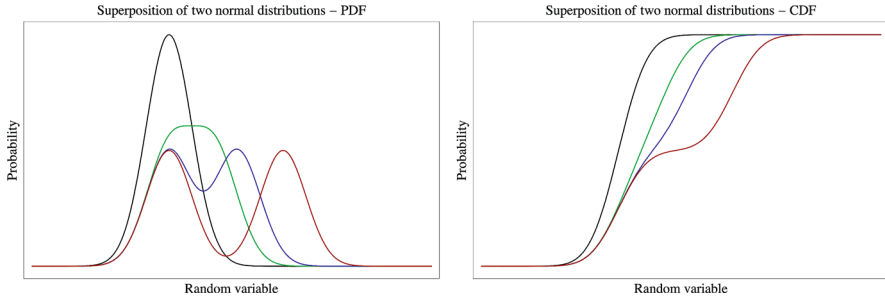 Superposition of two normal distributions – PDF
Probability
Random variable
Superposition of two normal distributions – CDF
Probability
Random variable